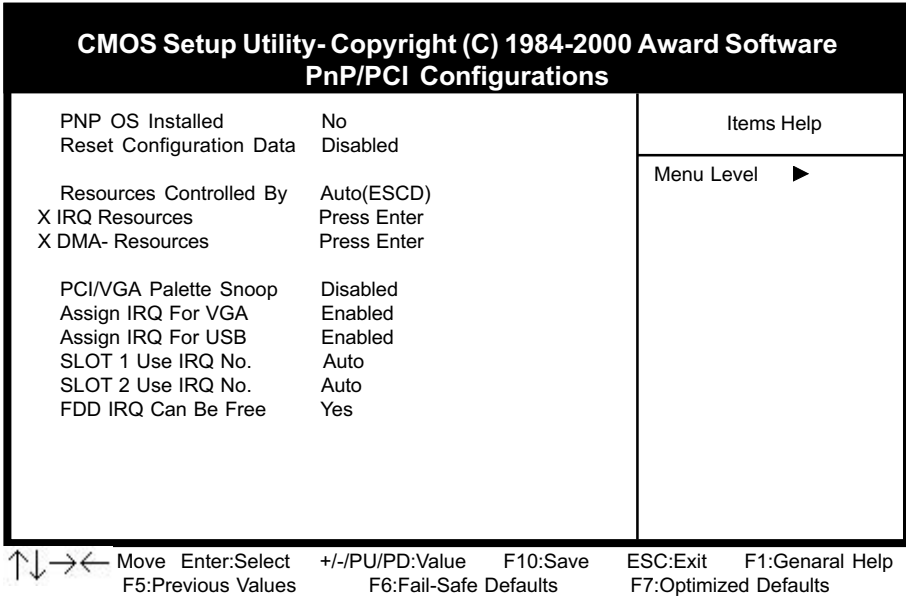 CMOS Setup Utility- Copyright (C) 1984-2000 Award Software
PnP/PCI Configurations
PNP OS Installed No
Reset Configuration Data Disabled
Resources Controlled By Auto(ESCD)
X IRQ Resources Press Enter
X DMA- Resources Press Enter
PCI/VGA Palette Snoop Disabled
Assign IRQ For VGA Enabled
Assign IRQ For USB Enabled
SLOT 1 Use IRQ No. Auto
SLOT 2 Use IRQ No. Auto
FDD IRQ Can Be Free Yes
Items Help
Menu Level ▶
↑↓→← Move Enter:Select +/-/PU/PD:Value F10:Save ESC:Exit F1:Genaral Help
F5:Previous Values F6:Fail-Safe Defaults F7:Optimized Defaults